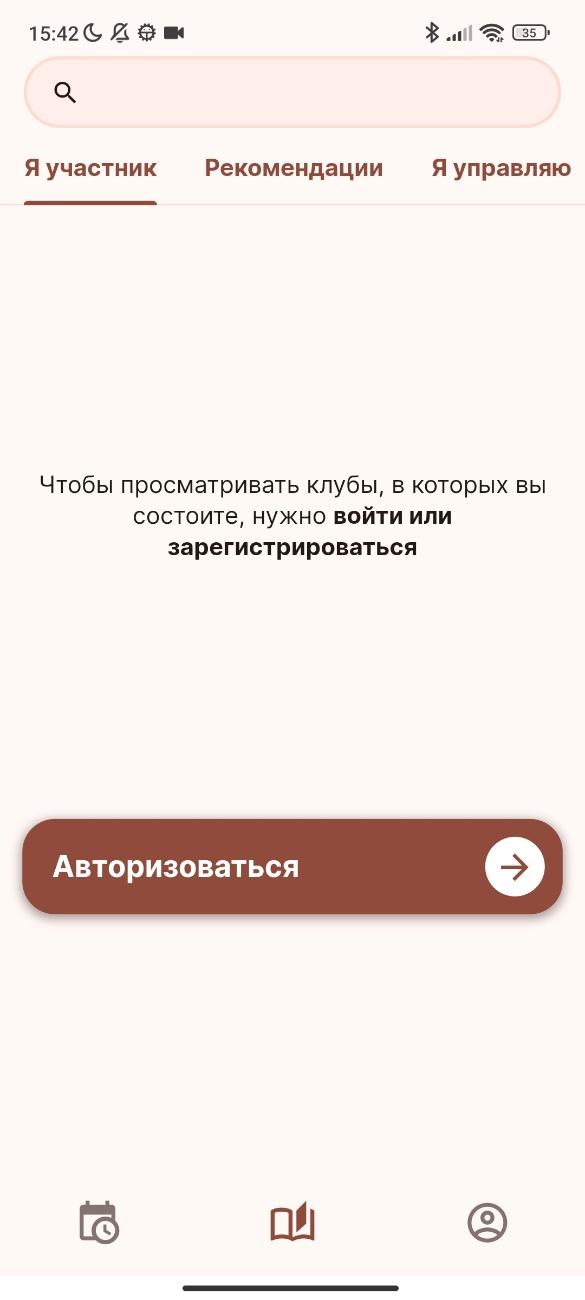 15:42
35
Я участник Рекомендации Я управляю
Чтобы просматривать клубы, в которых вы
состоите, нужно войти или
зарегистрироваться
Авторизоваться